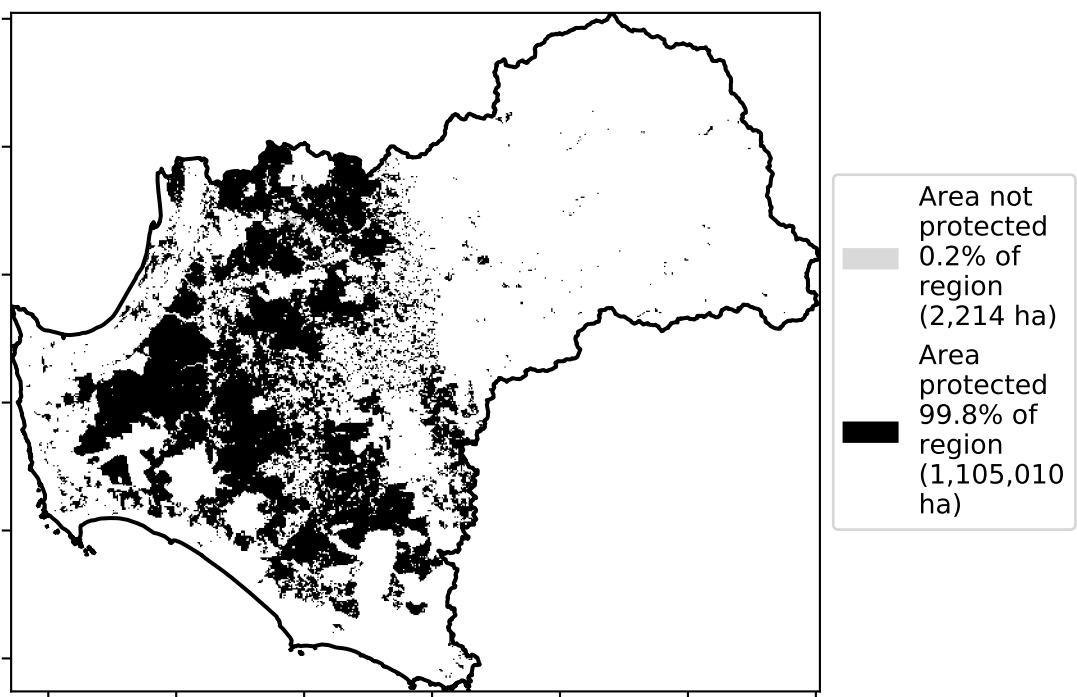 Area not
protected
0.2% of
region
(2,214 ha)
Area
protected
99.8% of
region
(1,105,010
ha)